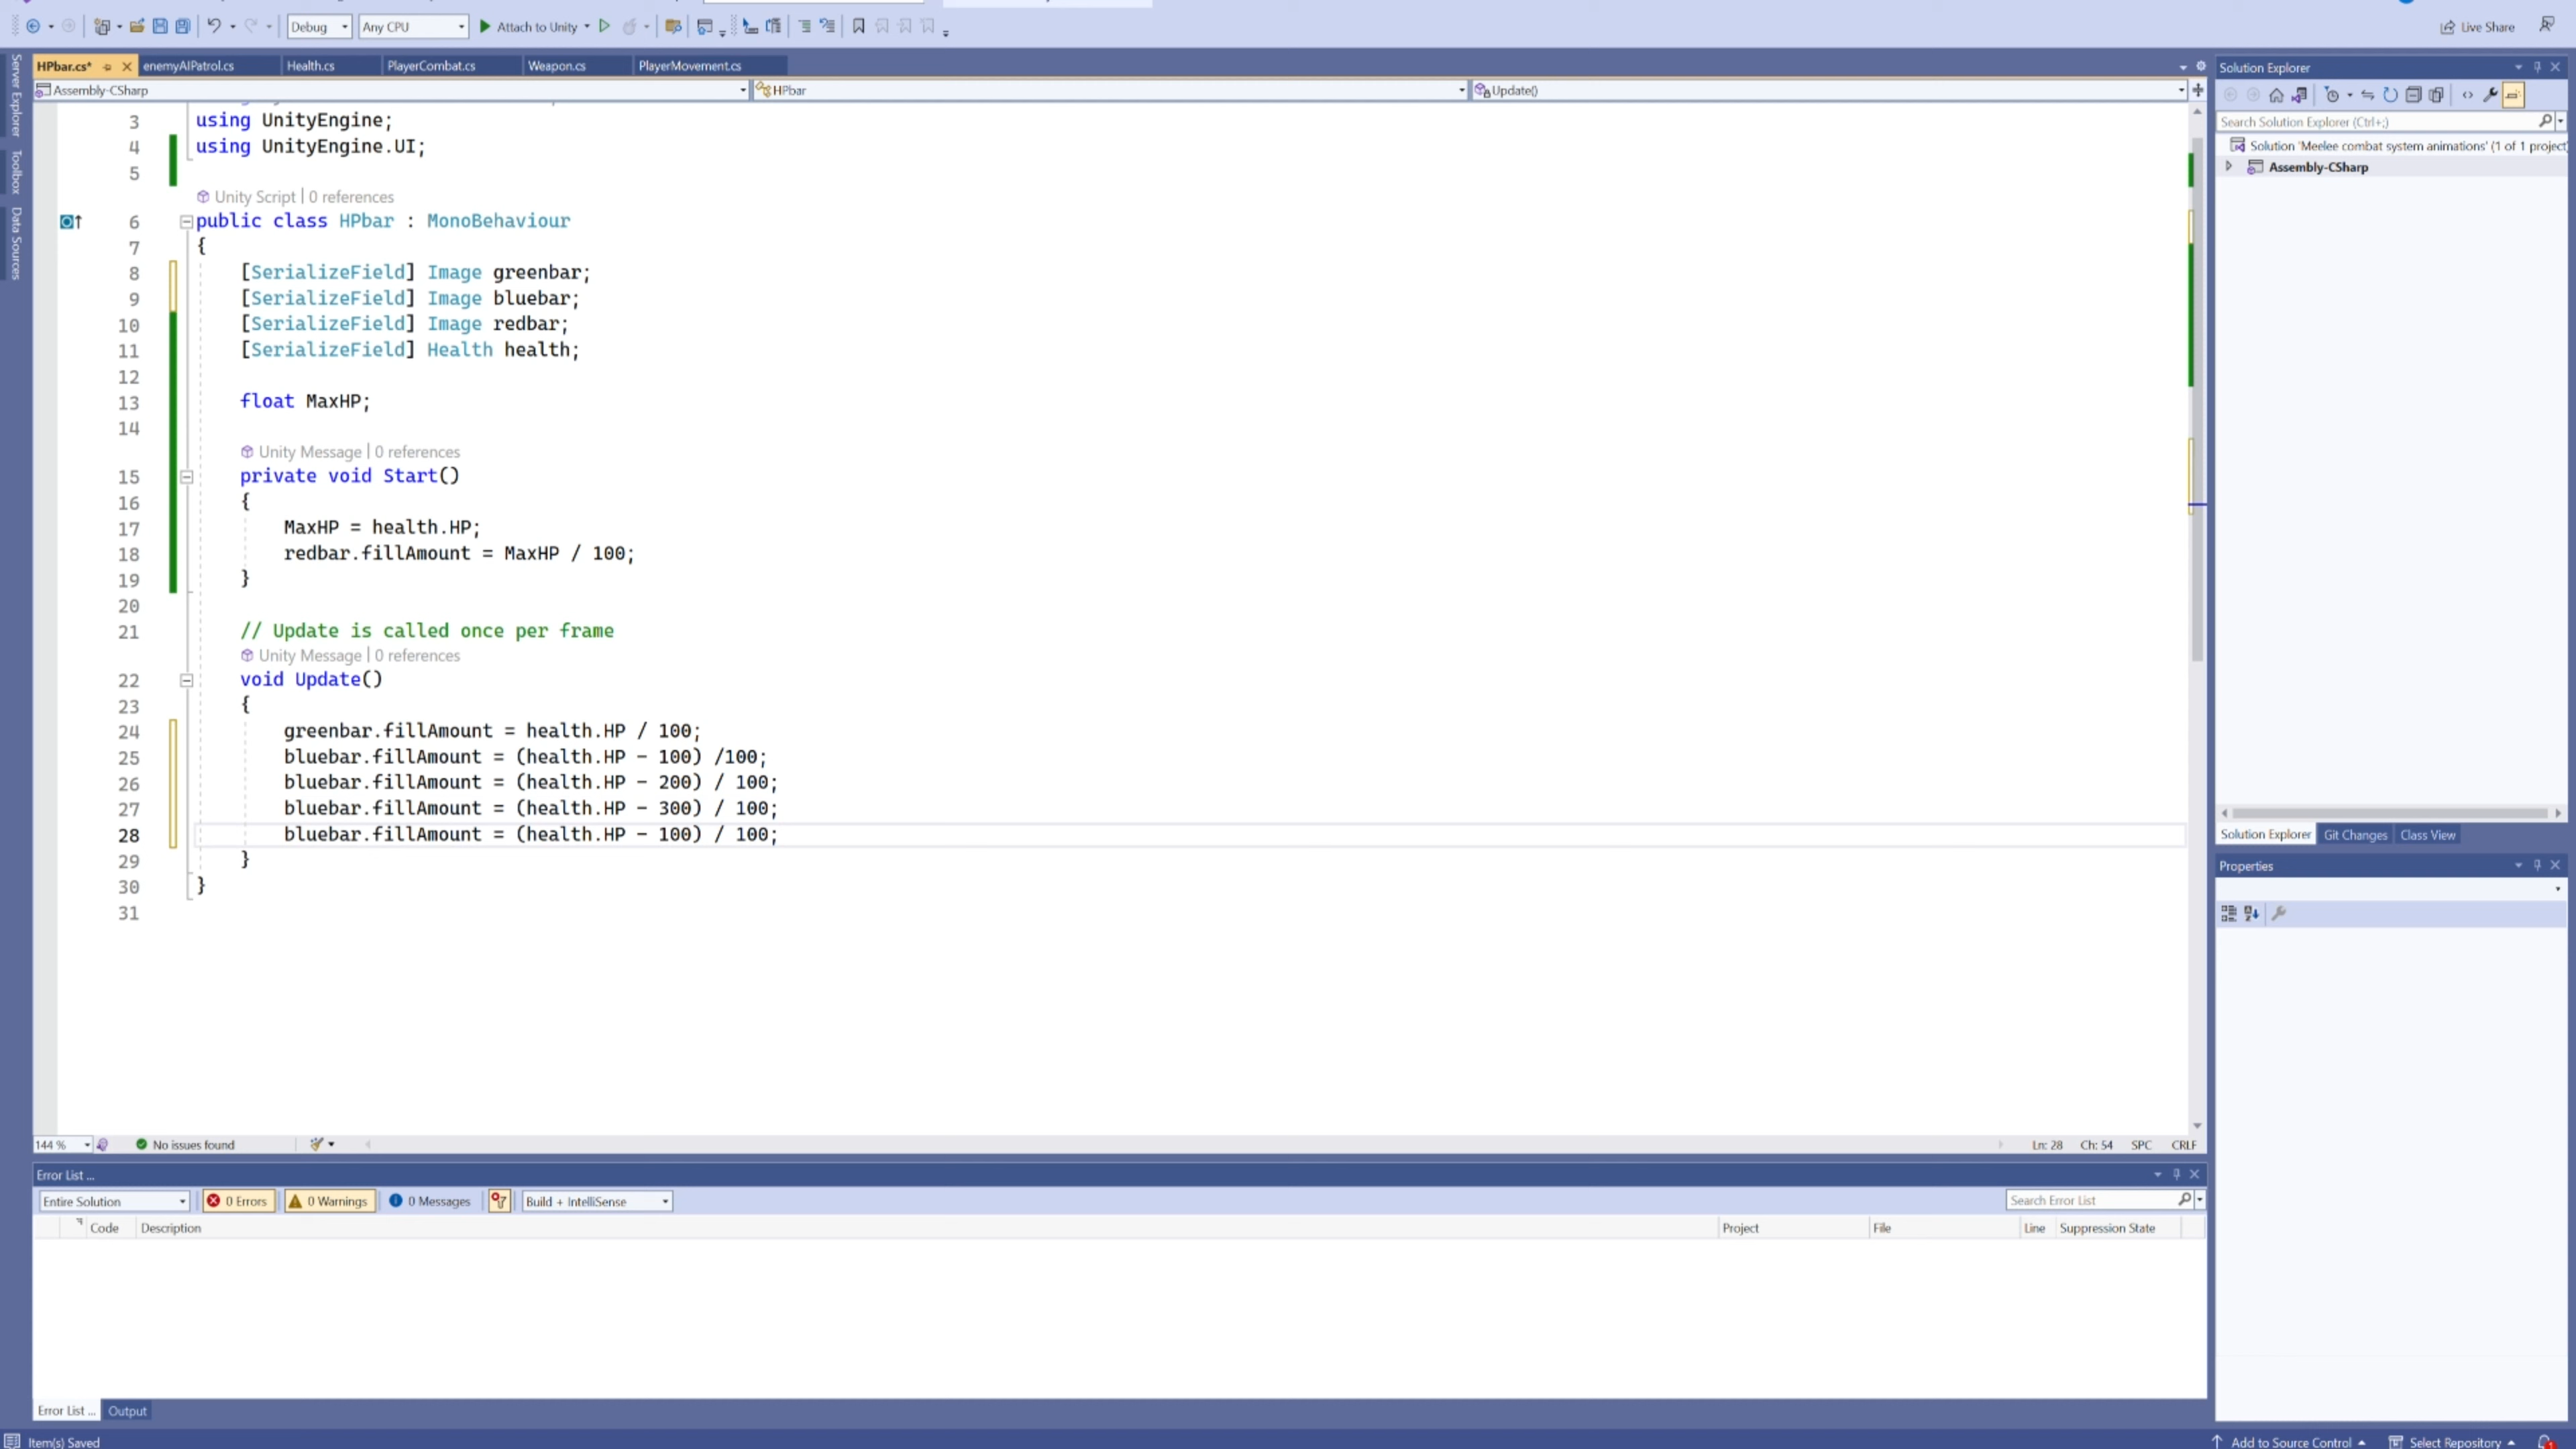 Debug
Any CPU
Attach to Unity
Live Share
Server Explorer
Toolbox
Data Sources
HPbar.cs*
enemyAIPatrol.cs
Health.cs
PlayerCombat.cs
Weapon.cs
PlayerMovement.cs
Assembly-CSharp
HPbar
Update()
3 using UnityEngine;
4 using UnityEngine.UI;
5
Unity Script | 0 references
6 public class HPbar : MonoBehaviour
7 {
8 [SerializeField] Image greenbar;
9 [SerializeField] Image bluebar;
10 [SerializeField] Image redbar;
11 [SerializeField] Health health;
12
13 float MaxHP;
14
Unity Message | 0 references
15 private void Start()
16 {
17 MaxHP = health.HP;
18 redbar.fillAmount = MaxHP / 100;
19 }
20
21 // Update is called once per frame
Unity Message | 0 references
22 void Update()
23 {
24 greenbar.fillAmount = health.HP / 100;
25 bluebar.fillAmount = (health.HP - 100) /100;
26 bluebar.fillAmount = (health.HP - 200) / 100;
27 bluebar.fillAmount = (health.HP - 300) / 100;
28 bluebar.fillAmount = (health.HP - 100) / 100;
29 }
30 }
31
144 %
No issues found
Ln: 28 Ch: 54 SPC CRLF
Error List ...
Entire Solution
0 Errors
0 Warnings
0 Messages
Build + IntelliSense
Search Error List
Code Description Project File Line Suppression State
Error List ... Output
Item(s) Saved
Solution Explorer
Search Solution Explorer (Ctrl+;)
Solution 'Meelee combat system animations' (1 of 1 project
Assembly-CSharp
Solution Explorer Git Changes Class View
Properties
Add to Source Control
Select Repository